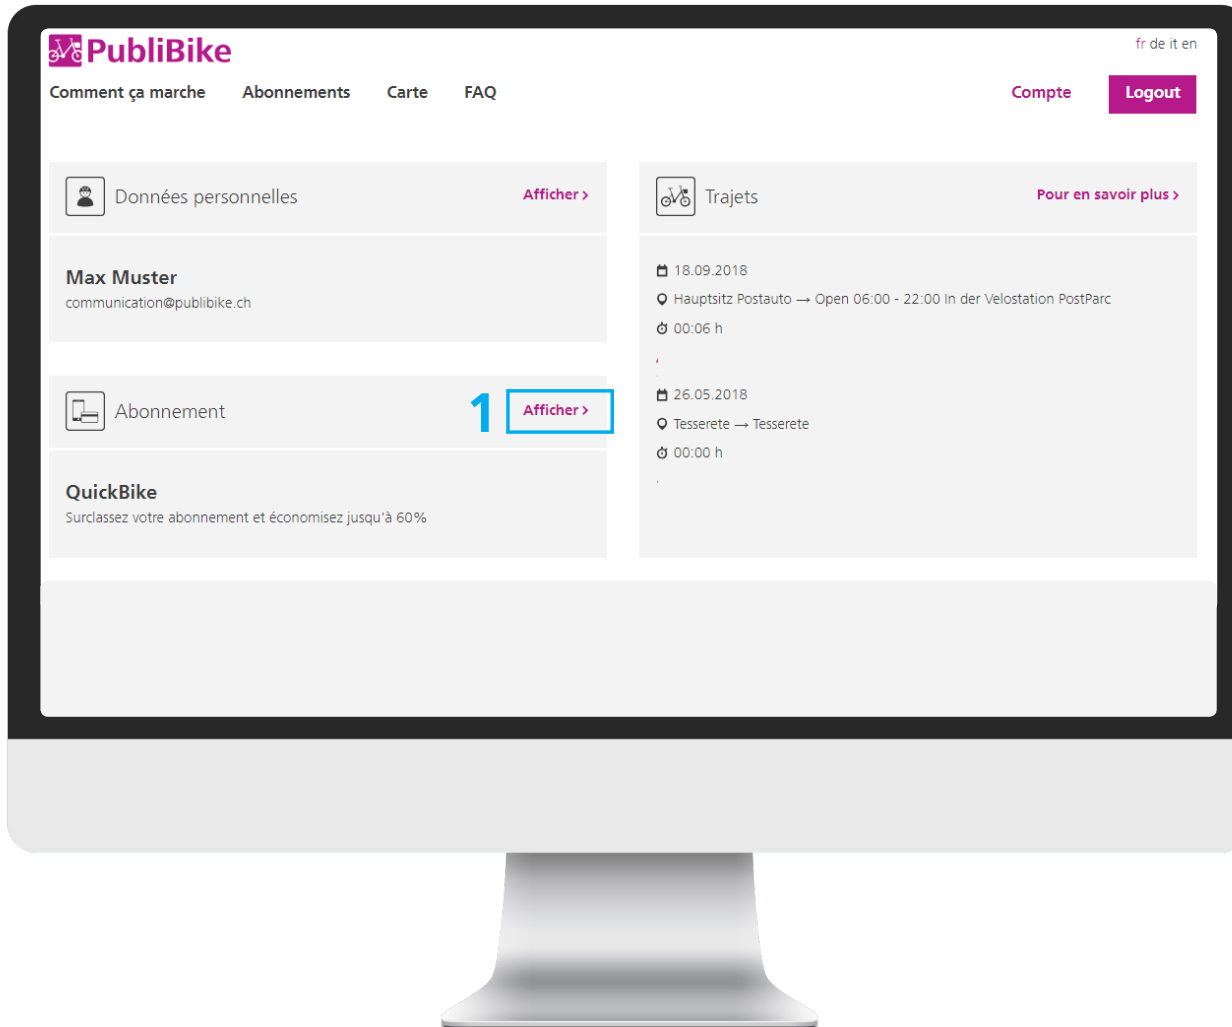 PubliBike
fr de it en
Comment ça marche Abonnements Carte FAQ
Compte Logout
Données personnelles Afficher >
Max Muster
communication@publibike.ch
1
Abonnement Afficher >
QuickBike
Surclassez votre abonnement et économisez jusqu'à 60%
Trajets Pour en savoir plus >
18.09.2018
Hauptsitz Postauto → Open 06:00 - 22:00 In der Velostation PostParc
00:06 h
26.05.2018
Tesserete → Tesserete
00:00 h